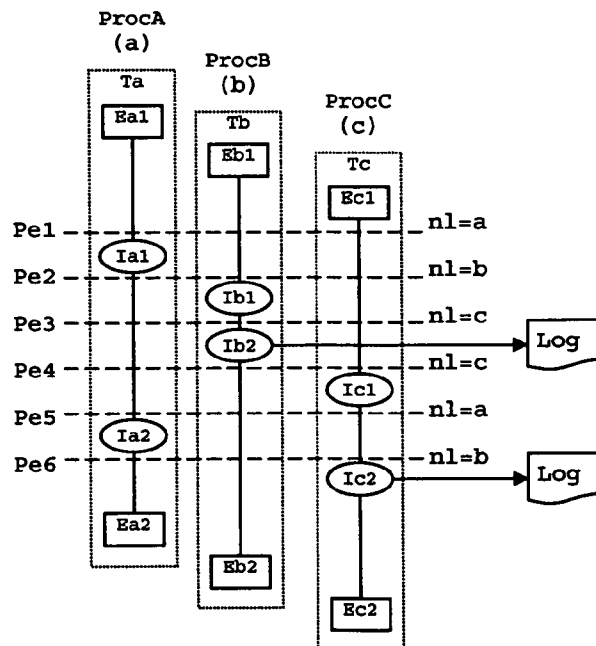 ProcA
(a)
ProcB
(b)
ProcC
(c)
Ta
Tb
Tc
Ea1
Eb1
Ec1
Pe1
nl=a
Ia1
Pe2
nl=b
Ib1
Pe3
nl=c
Ib2
Log
Pe4
nl=c
Ic1
Pe5
nl=a
Ia2
Pe6
nl=b
Ic2
Log
Ea2
Eb2
Ec2